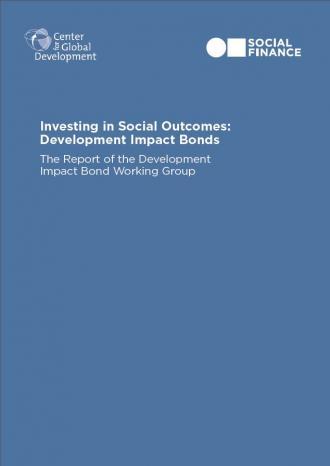 Center
for Global
Development
SOCIAL
FINANCE
Investing in Social Outcomes:
Development Impact Bonds
The Report of the Development
Impact Bond Working Group